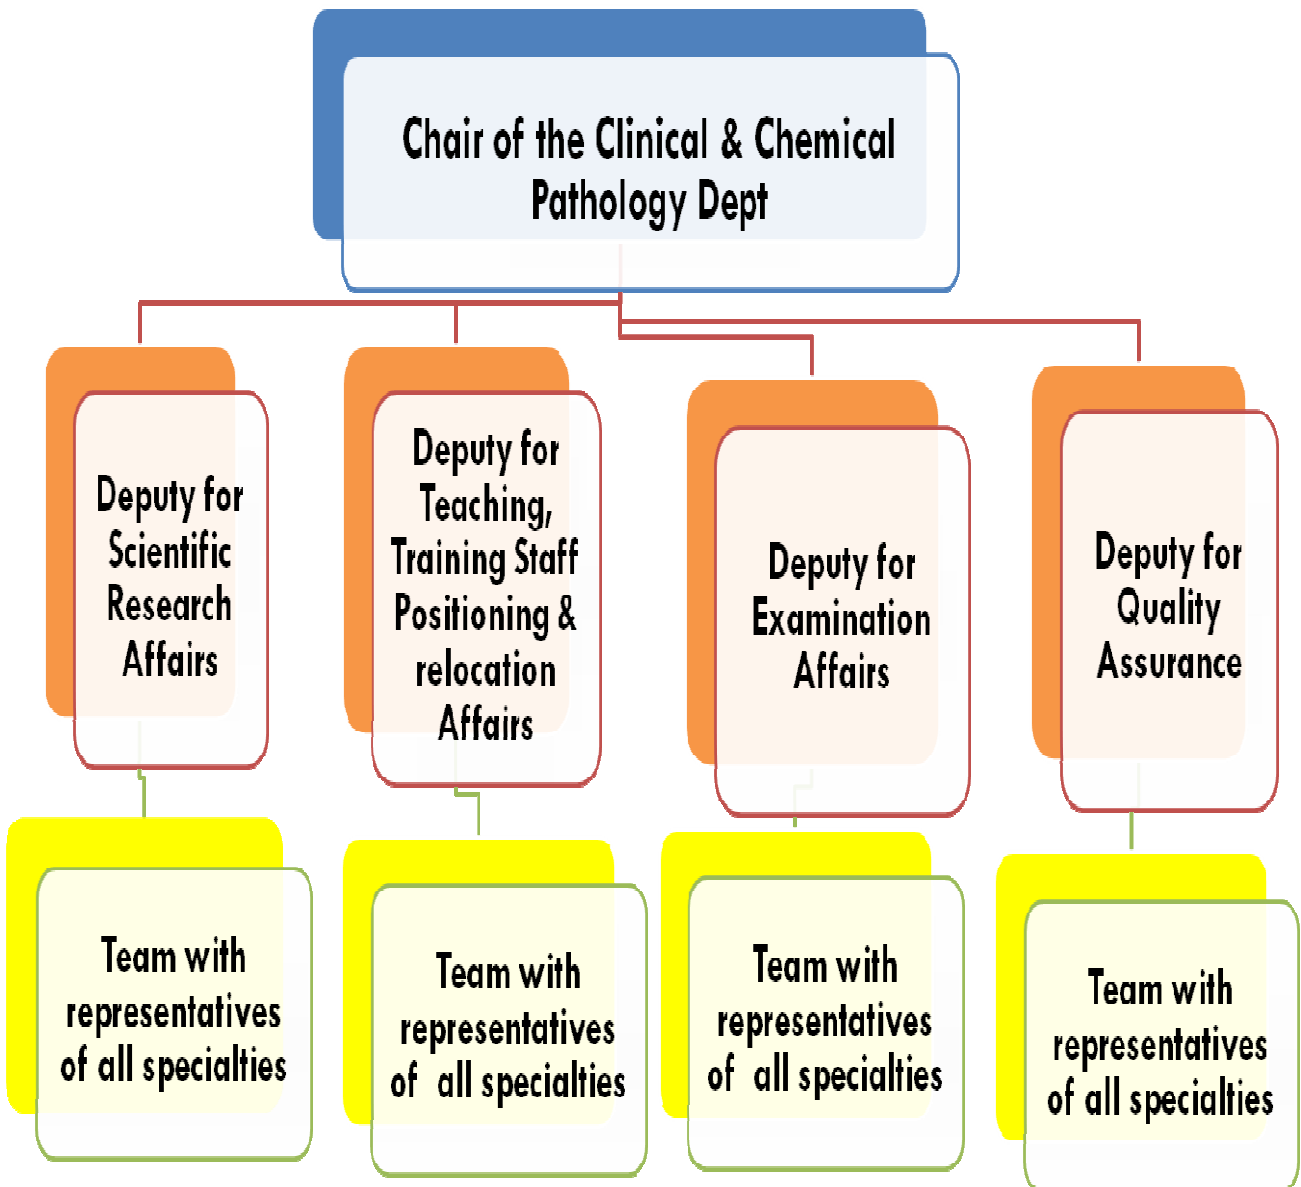 Chair of the Clinical & Chemical
Pathology Dept
Deputy for
Scientific
Research
Affairs
Deputy for
Teaching,
Training Staff
Positioning &
relocation
Affairs
Deputy for
Examination
Affairs
Deputy for
Quality
Assurance
Team with
representatives
of all specialties
Team with
representatives
of all specialties
Team with
representatives
of all specialties
Team with
representatives
of all specialties